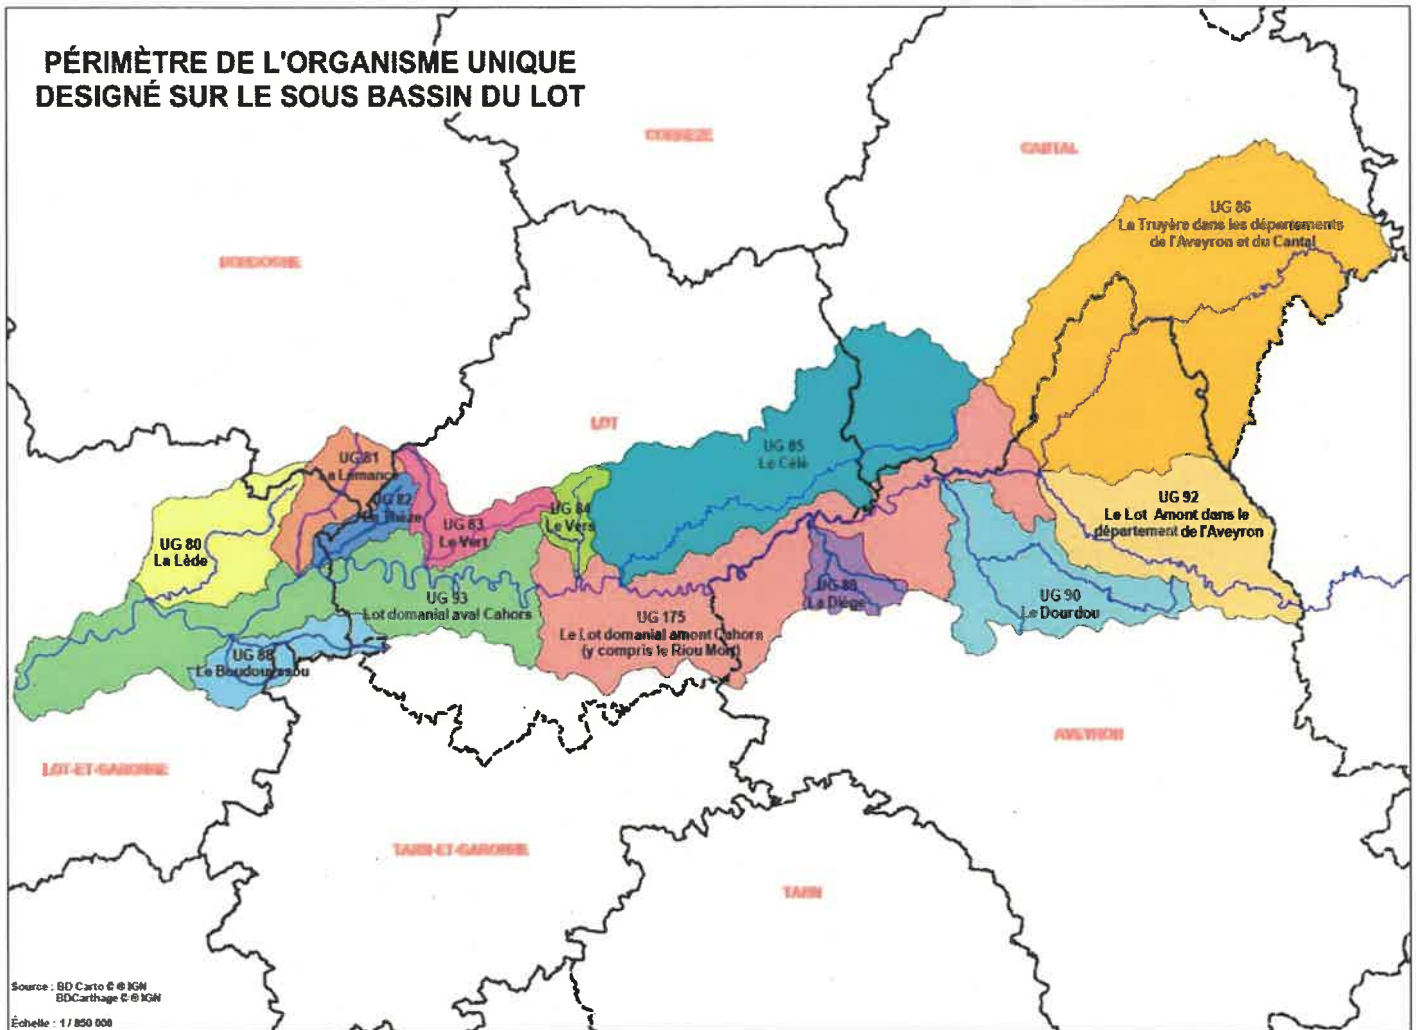 PÉRIMÈTRE DE L'ORGANISME UNIQUE
DESIGNÉ SUR LE SOUS BASSIN DU LOT
CORREZE
CANTAL
DORDOGNE
UG 86
La Truyère dans les départements
de l'Aveyron et du Cantal
LOT
UG 85
Le Célé
UG 81
La Lémance
UG 82
La Thèze
UG 83
Le Vert
UG 84
Le Vers
UG 92
Le Lot Amont dans le
département de l'Aveyron
UG 80
La Lède
UG 93
Lot domanial aval Cahors
UG 175
Le Lot domanial amont Cahors
(y compris le Riou Mort)
La Diège
UG 90
Le Dourdou
UG 88
Le Boudouyssou
LOT-ET-GARONNE
AVEYRON
TARN-ET-GARONNE
TARN
Source : BD Carto © ® IGN
BDCarthage © ® IGN
Échelle : 1 / 850 000